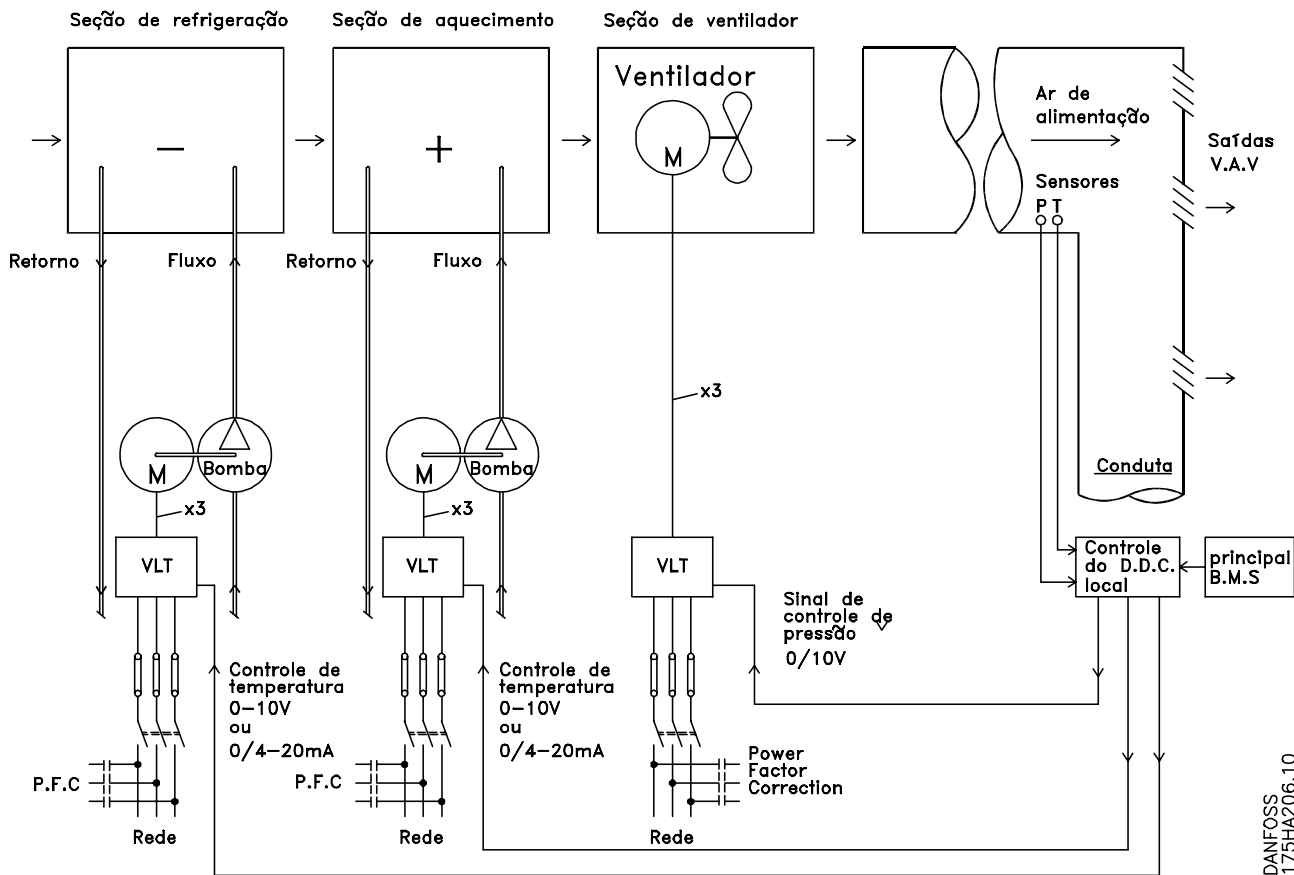 Seção de refrigeração
Seção de aquecimento
Seção de ventilador
Ventilador
M
Ar de
alimentação
Saídas
V.A.V
Sensores
P T
−
+
Retorno
Fluxo
Retorno
Fluxo
x3
M
Bomba
M
Bomba
Conduta
x3
x3
VLT
VLT
VLT
Controle
do D.D.C.
local
principal
B.M.S
Sinal de
controle de
pressão
0/10V
Controle de
temperatura
0−10V
ou
0/4−20mA
Controle de
temperatura
0−10V
ou
0/4−20mA
P.F.C
P.F.C
Power
Factor
Correction
Rede
Rede
Rede
DANFOSS
175HA206.10